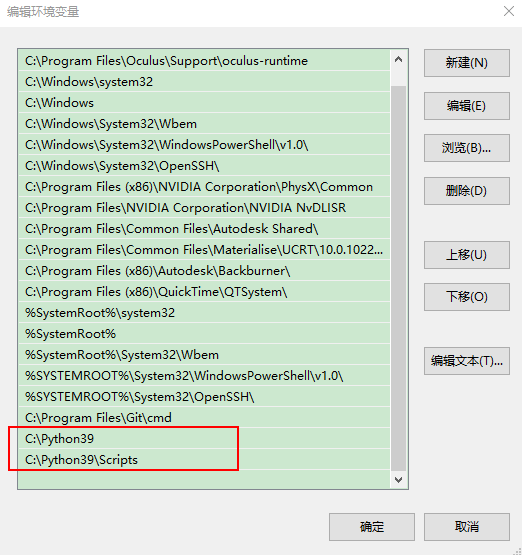 编辑环境变量
C:\Program Files\Oculus\Support\oculus-runtime
C:\Windows\system32
C:\Windows
C:\Windows\System32\Wbem
C:\Windows\System32\WindowsPowerShell\v1.0\
C:\Windows\System32\OpenSSH\
C:\Program Files (x86)\NVIDIA Corporation\PhysX\Common
C:\Program Files\NVIDIA Corporation\NVIDIA NvDLISR
C:\Program Files\Common Files\Autodesk Shared\
C:\Program Files\Common Files\Materialise\UCRT\10.0.1022...
C:\Program Files (x86)\Autodesk\Backburner\
C:\Program Files (x86)\QuickTime\QTSystem\
%SystemRoot%\system32
%SystemRoot%
%SystemRoot%\System32\Wbem
%SYSTEMROOT%\System32\WindowsPowerShell\v1.0\
%SYSTEMROOT%\System32\OpenSSH\
C:\Program Files\Git\cmd
C:\Python39
C:\Python39\Scripts
新建(N)
编辑(E)
浏览(B)...
删除(D)
上移(U)
下移(O)
编辑文本(T)...
确定
取消